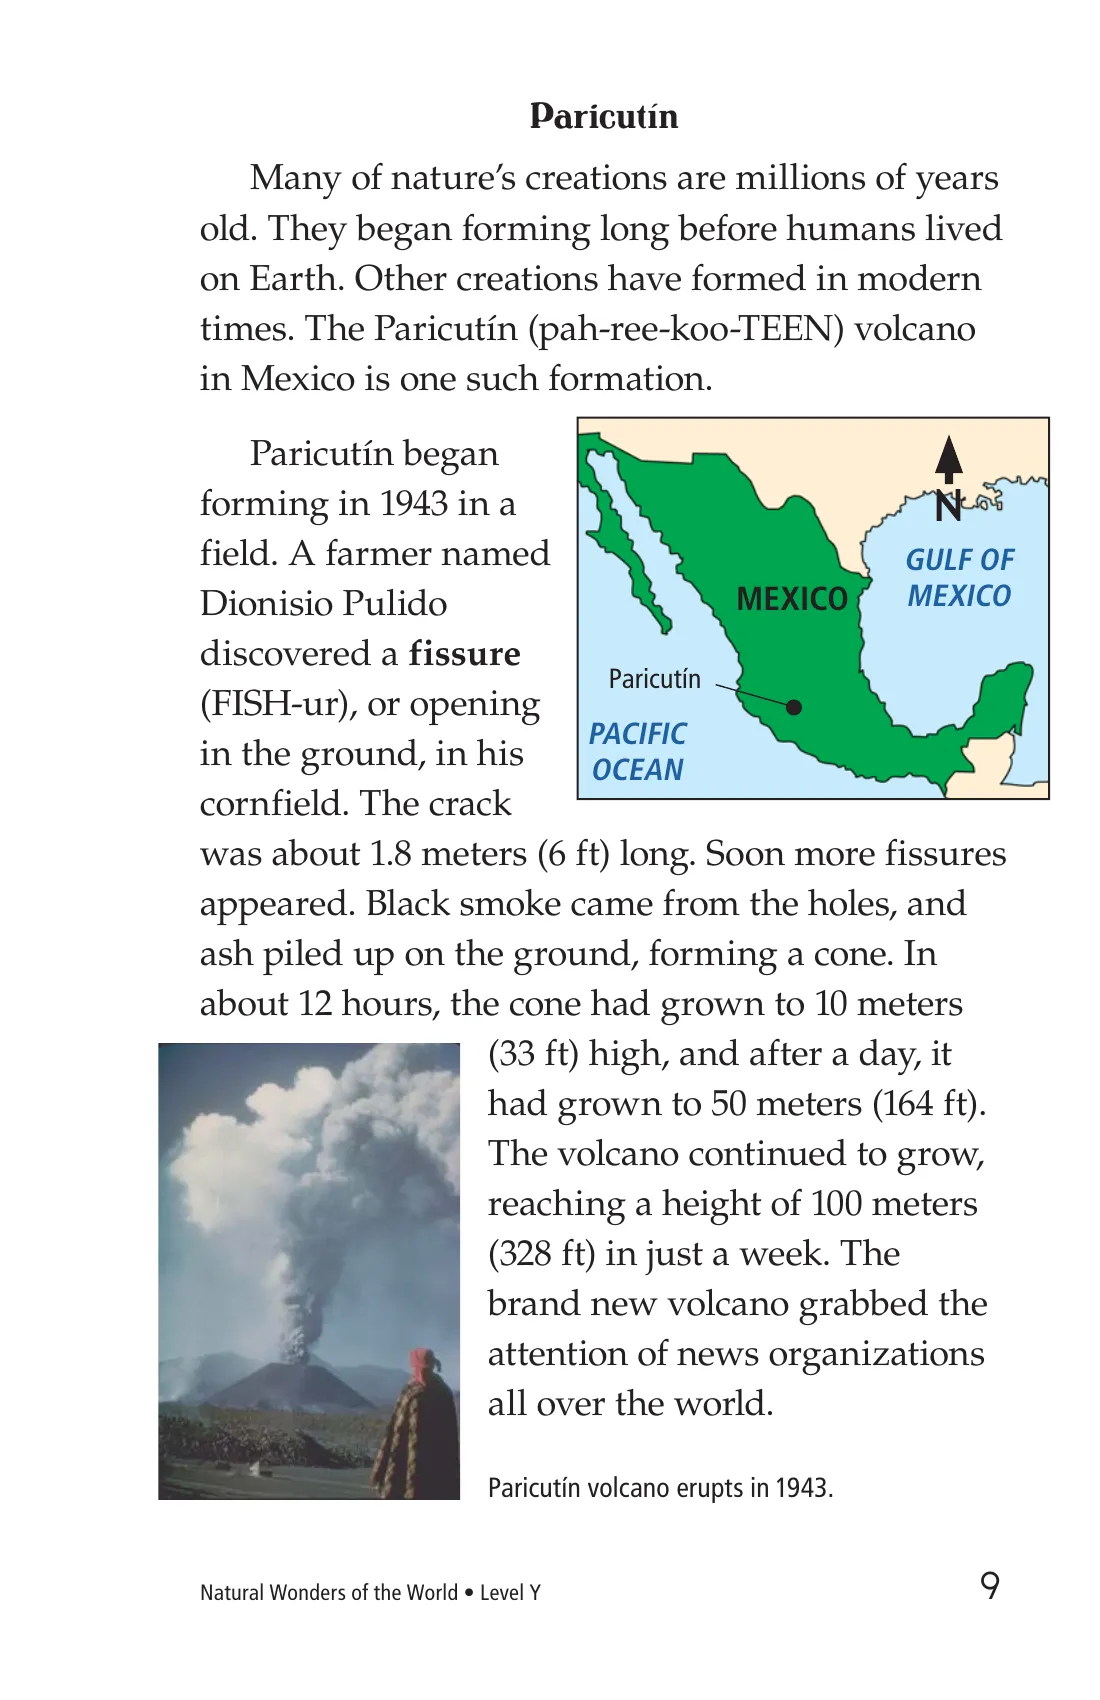 Paricutín
Many of nature’s creations are millions of years
old. They began forming long before humans lived
on Earth. Other creations have formed in modern
times. The Paricutín (pah-ree-koo-TEEN) volcano
in Mexico is one such formation.
Paricutín began
forming in 1943 in a
field. A farmer named
Dionisio Pulido
discovered a fissure
(FISH-ur), or opening
in the ground, in his
cornfield. The crack
was about 1.8 meters (6 ft) long. Soon more fissures
appeared. Black smoke came from the holes, and
ash piled up on the ground, forming a cone. In
about 12 hours, the cone had grown to 10 meters
(33 ft) high, and after a day, it
had grown to 50 meters (164 ft).
The volcano continued to grow,
reaching a height of 100 meters
(328 ft) in just a week. The
brand new volcano grabbed the
attention of news organizations
all over the world.
N
GULF OF
MEXICO
MEXICO
Paricutín
PACIFIC
OCEAN
Paricutín volcano erupts in 1943.
Natural Wonders of the World • Level Y
9